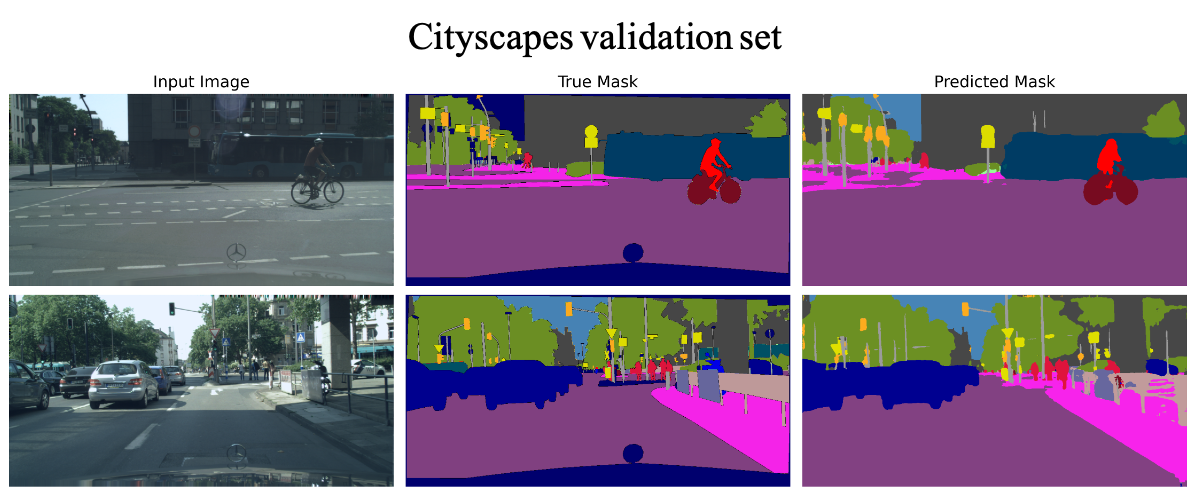 Cityscapes validation set
Input Image
True Mask
Predicted Mask